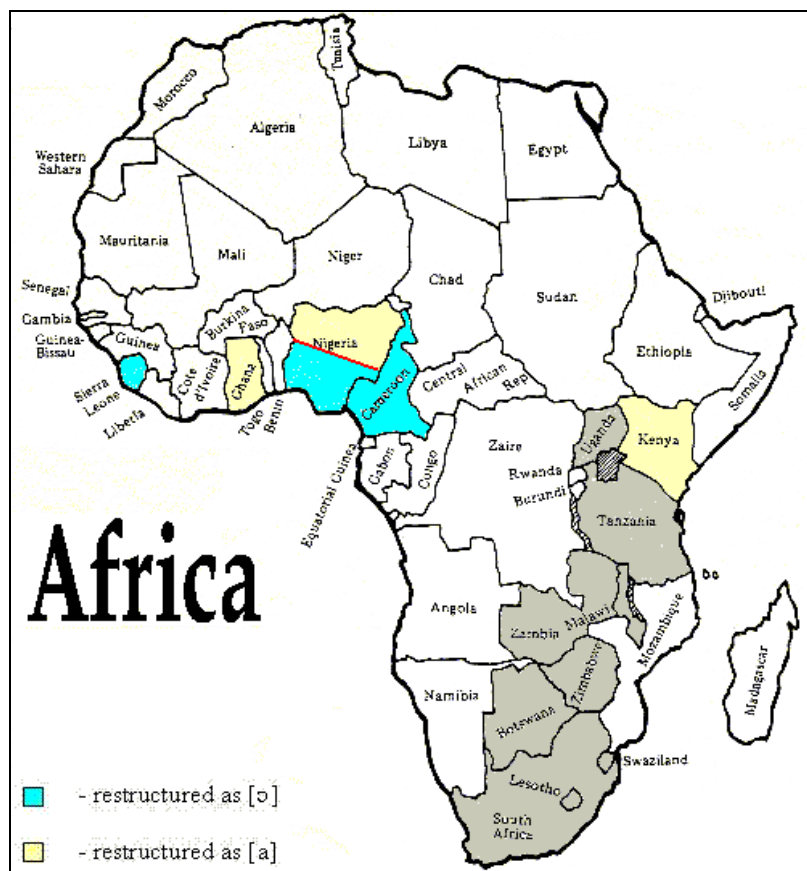 Tunisia
Morocco
Algeria
Libya
Egypt
Western
Sahara
Mauritania
Mali
Niger
Chad
Sudan
Senegal
Gambia
Guinea-
Bissau
Guinea
Burkina
Faso
Nigeria
Djibouti
Ethiopia
Somalia
Sierra
Leone
Liberia
Cote
d'Ivoire
Ghana
Togo
Benin
Cameroon
Central
African
Rep
Equatorial Guinea
Gabon
Congo
Zaire
Uganda
Kenya
Rwanda
Burundi
Tanzania
Africa
Angola
Zambia
Malawi
Mozambique
Zimbabwe
Namibia
Botswana
Madagascar
Swaziland
Lesotho
South
Africa
- restructured as [ɔ]
- restructured as [a]